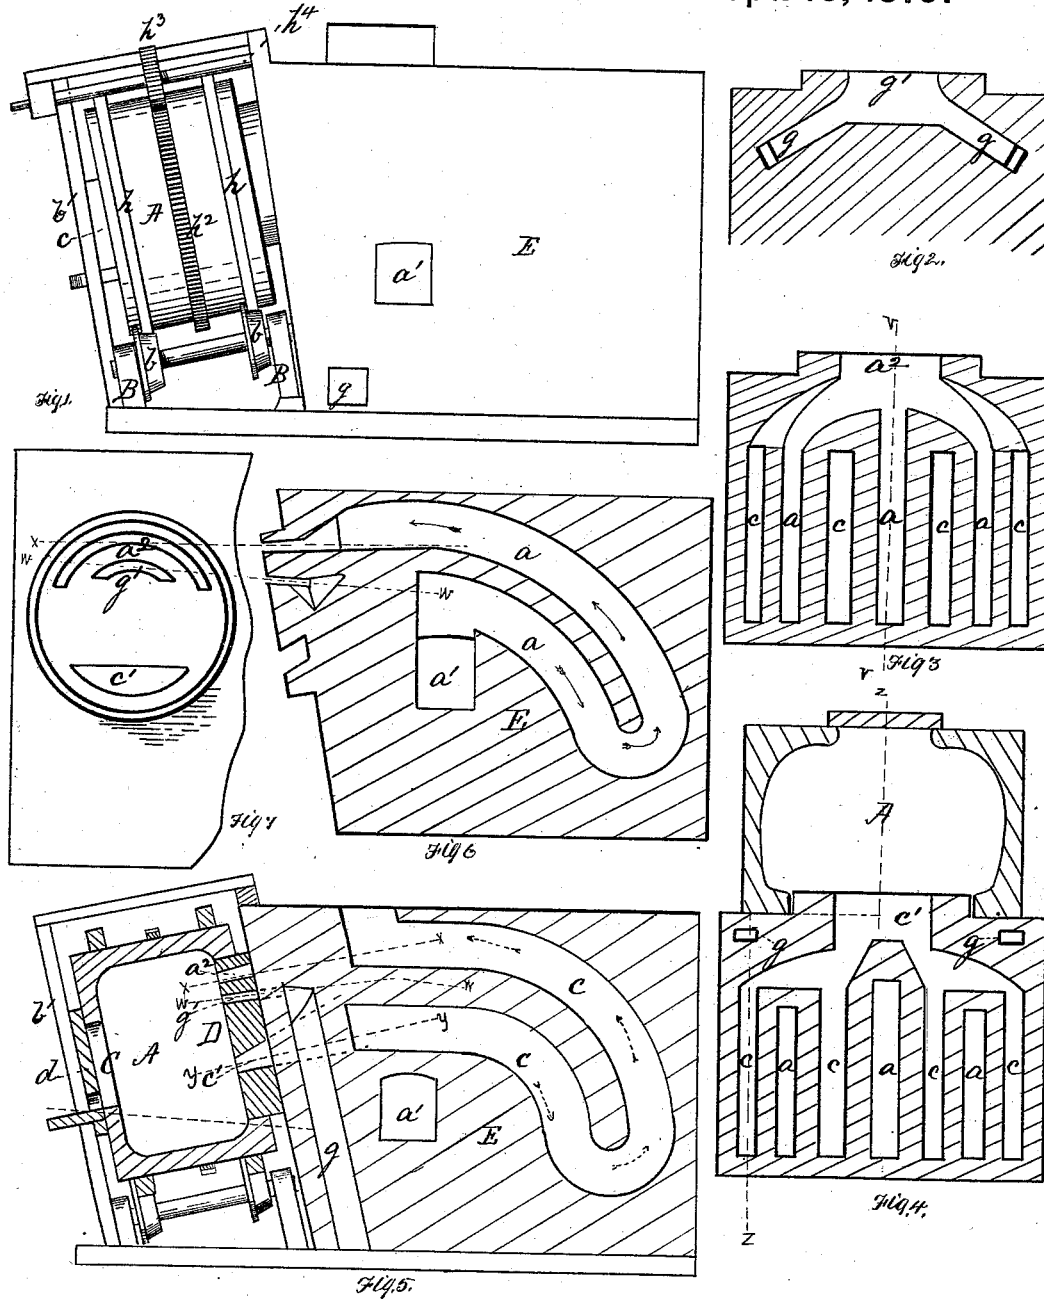 h³
h⁴
b'
c
h
A
h²
h
E
a'
b
b
B
B
g
Fig 1.
g'
g
g
Fig 2.
v
a²
c
a
c
a
c
a
c
Fig 3
v
x
w
a²
g'
c'
Fig 7
a
w
a
a'
E
Fig 6
z
A
c'
g
g
c
a
c
a
c
a
c
z
Fig. 4.
b'
d
C
A
a²
x
w
g
D
y
c'
g
x
w
y
c
c
a'
E
Fig. 5.